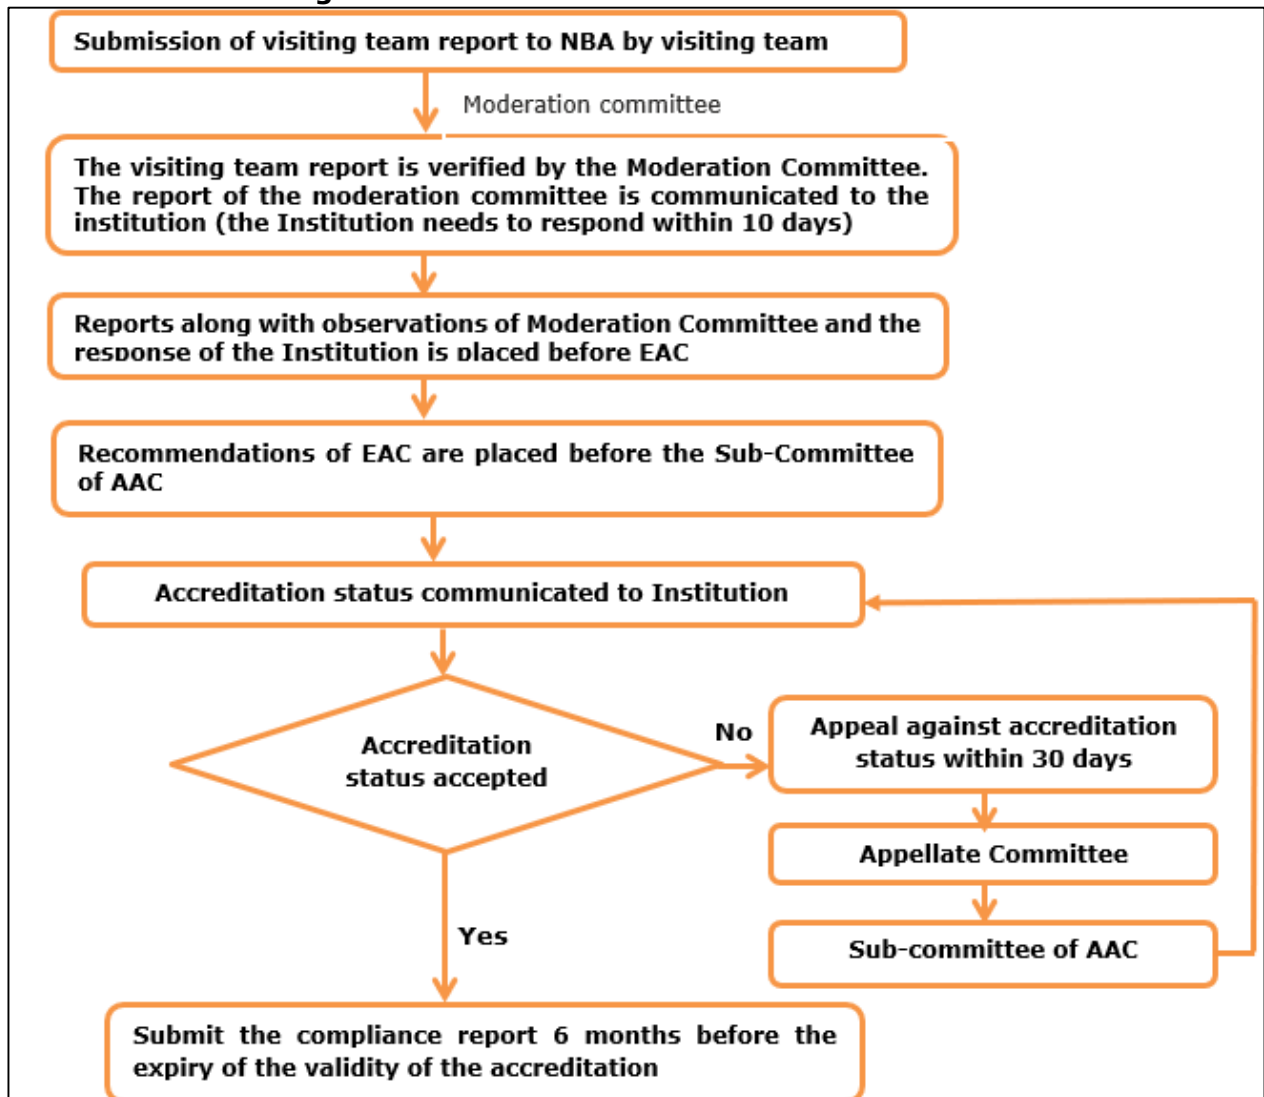 Submission of visiting team report to NBA by visiting team
Moderation committee
The visiting team report is verified by the Moderation Committee.
The report of the moderation committee is communicated to the
institution (the Institution needs to respond within 10 days)
Reports along with observations of Moderation Committee and the
response of the Institution is placed before EAC
Recommendations of EAC are placed before the Sub-Committee
of AAC
Accreditation status communicated to Institution
Accreditation
status accepted
No
Appeal against accreditation
status within 30 days
Appellate Committee
Sub-committee of AAC
Yes
Submit the compliance report 6 months before the
expiry of the validity of the accreditation